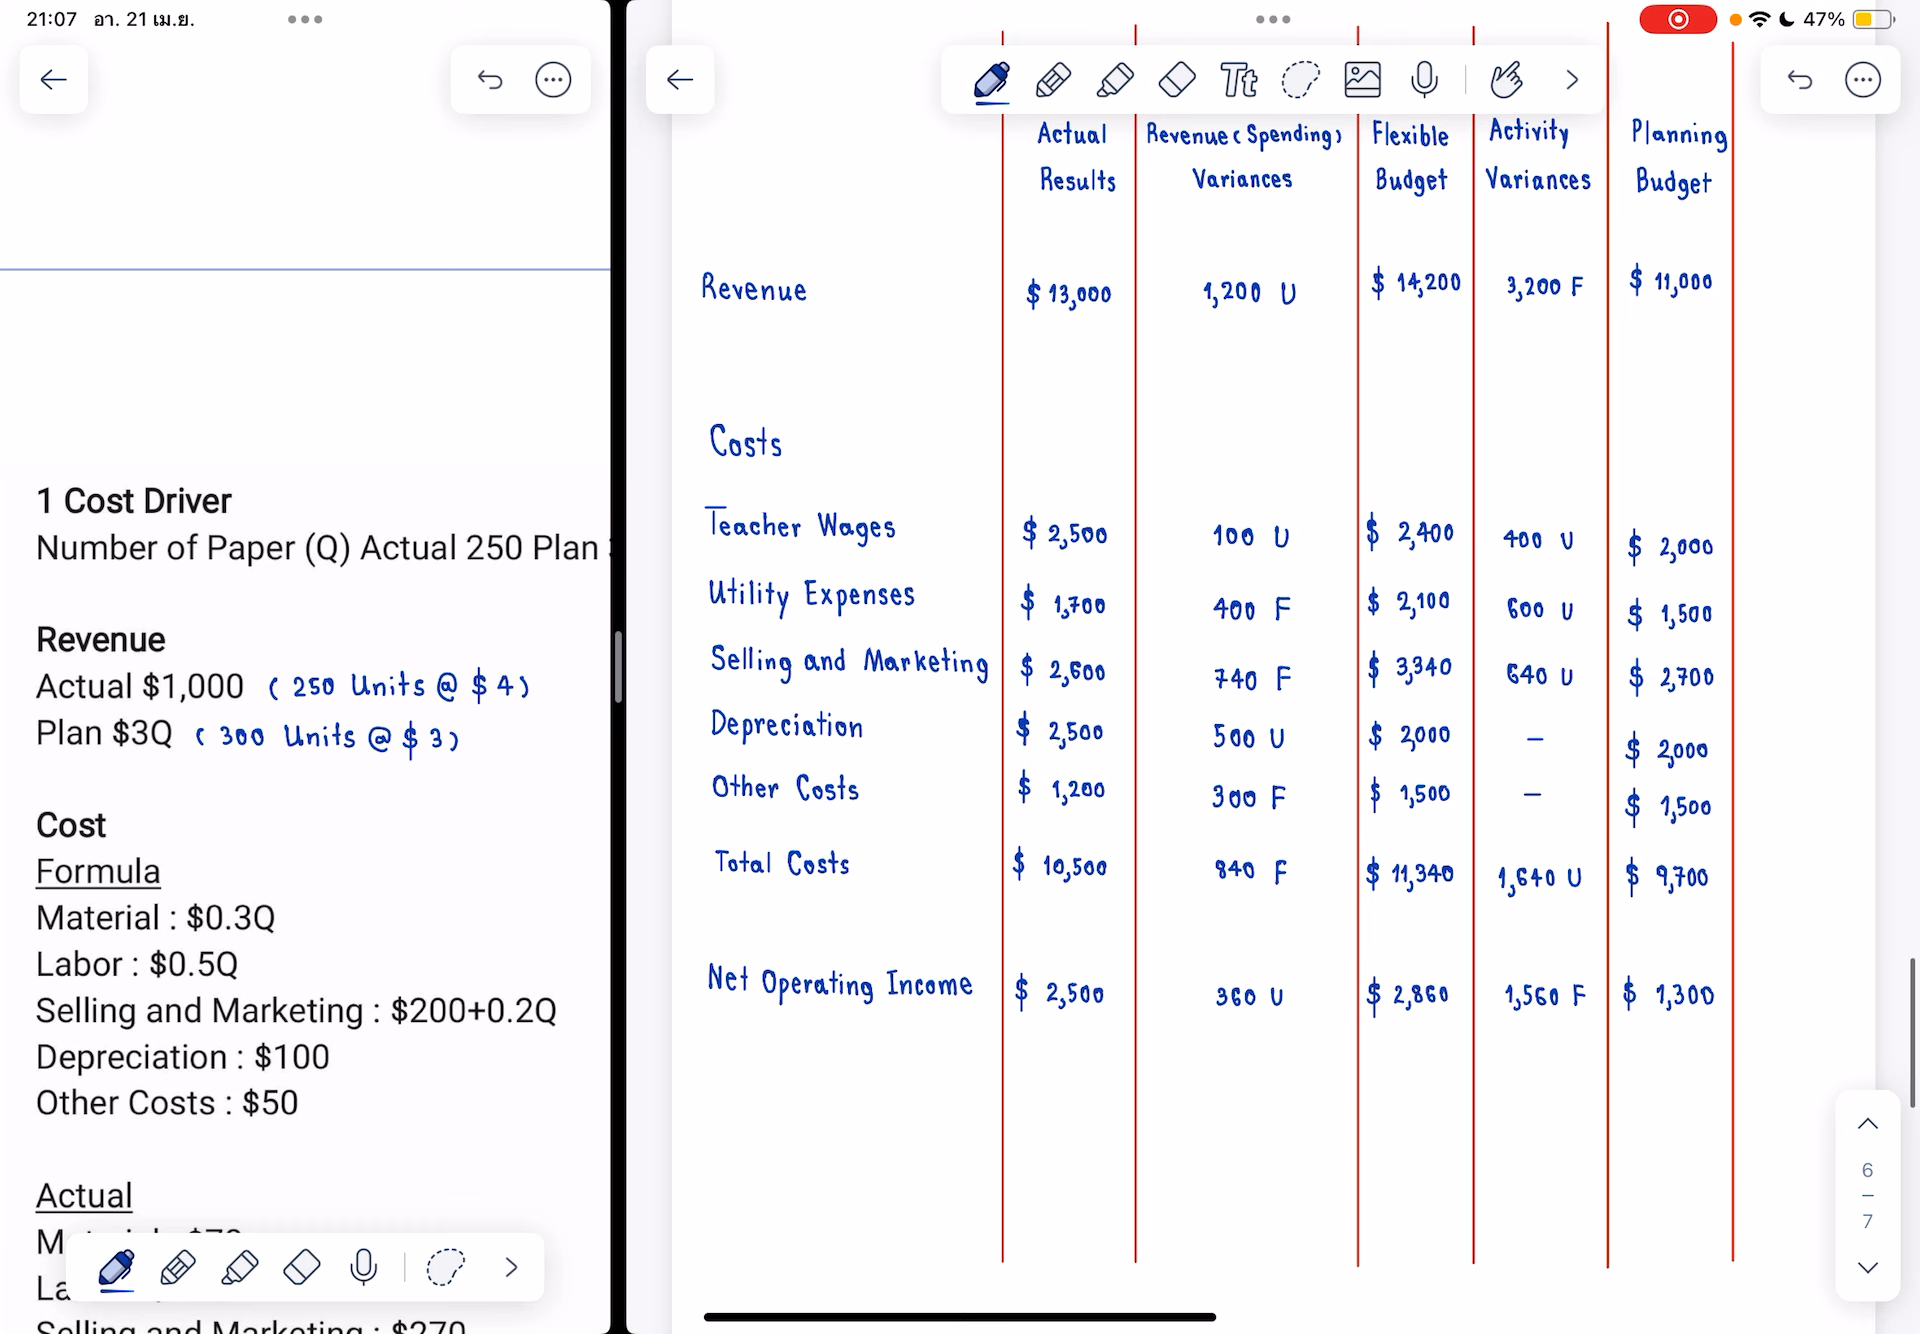 21:07 อา. 21 เม.ย.
47%
1 Cost Driver
Number of Paper (Q) Actual 250 Plan
Revenue
Actual $1,000 ( 250 Units @ $ 4 )
Plan $3Q ( 300 Units @ $ 3 )
Cost
Formula
Material : $0.3Q
Labor : $0.5Q
Selling and Marketing : $200+0.2Q
Depreciation : $100
Other Costs : $50
Actual
Selling and Marketing : $270
Tt
Actual Results Revenue ( Spending ) Variances Flexible Budget Activity Variances Planning Budget
Revenue $ 13,000 1,200 U $ 14,200 3,200 F $ 11,000
Costs
Teacher Wages $ 2,500 100 U $ 2,400 400 U $ 2,000
Utility Expenses $ 1,700 400 F $ 2,100 600 U $ 1,500
Selling and Marketing $ 2,600 740 F $ 3,340 640 U $ 2,700
Depreciation $ 2,500 500 U $ 2,000 – $ 2,000
Other Costs $ 1,200 300 F $ 1,500 – $ 1,500
Total Costs $ 10,500 840 F $ 11,340 1,640 U $ 9,700
Net Operating Income $ 2,500 360 U $ 2,860 1,560 F $ 1,300
6
7